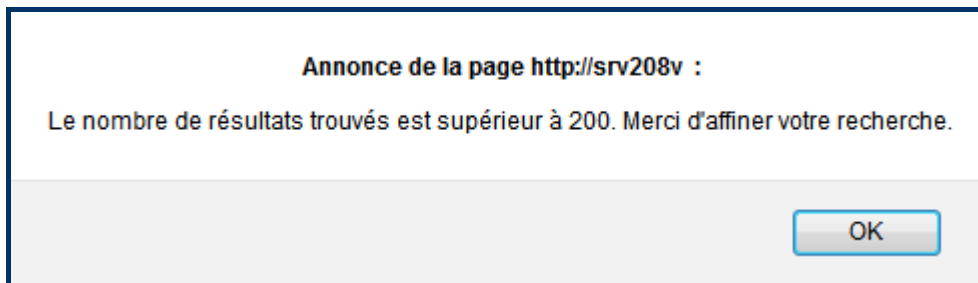 Annonce de la page http://srv208v :
Le nombre de résultats trouvés est supérieur à 200. Merci d'affiner votre recherche.
OK